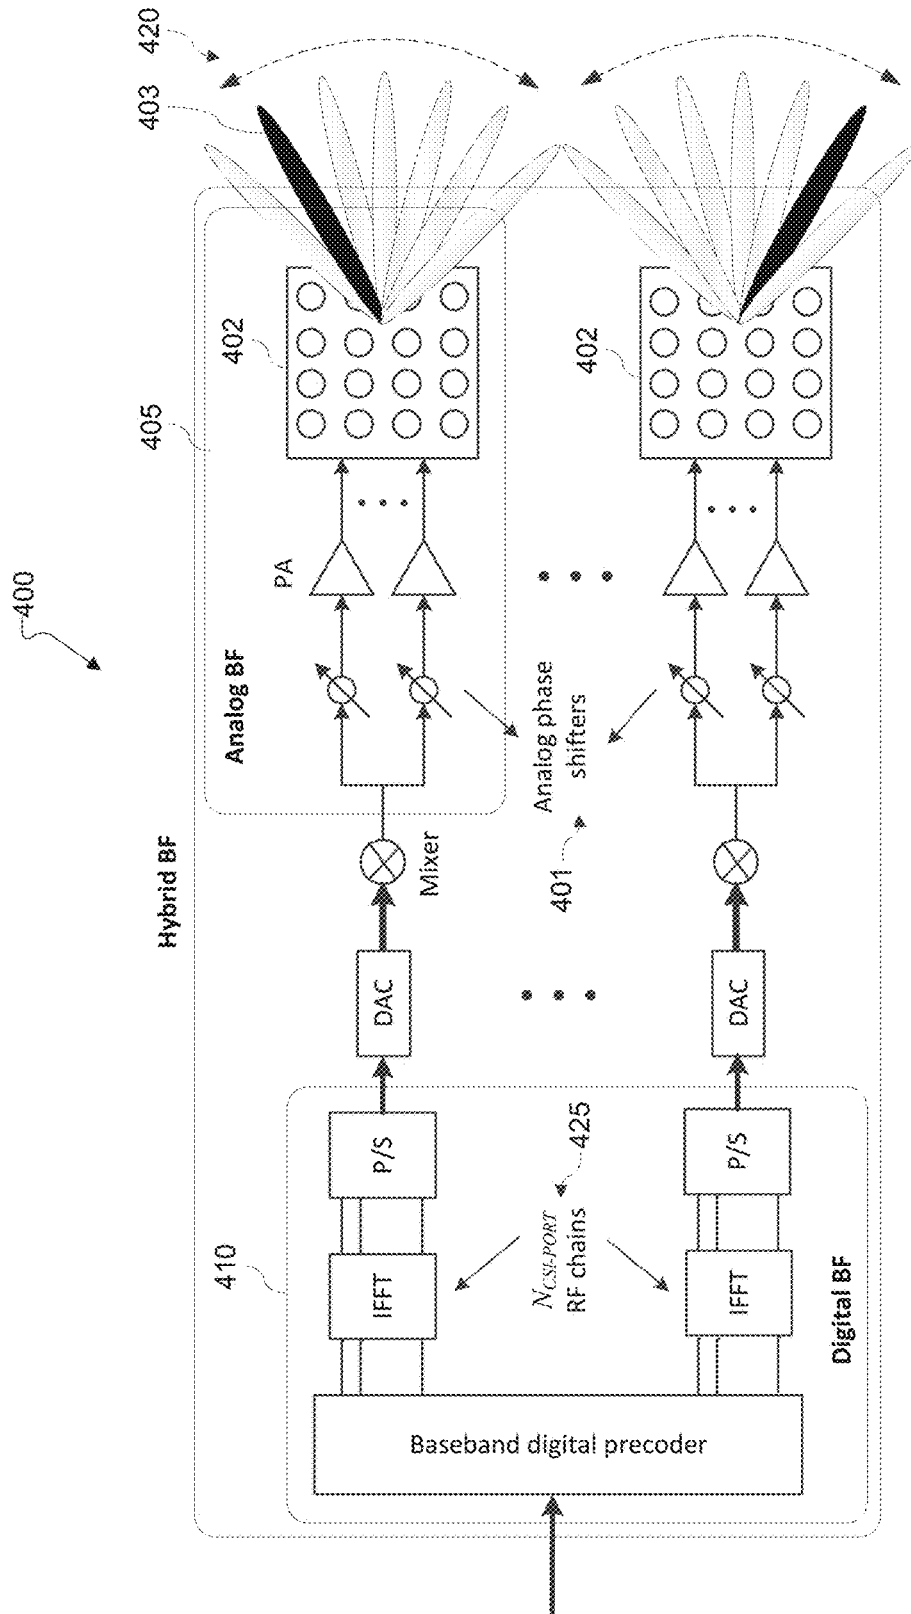 400
Hybrid BF
410
405
420
403
Analog BF
PA
402
IFFT
P/S
DAC
Mixer
Baseband digital precoder
N_CSI-PORT
RF chains
425
401
Analog phase
shifters
402
IFFT
P/S
DAC
Digital BF